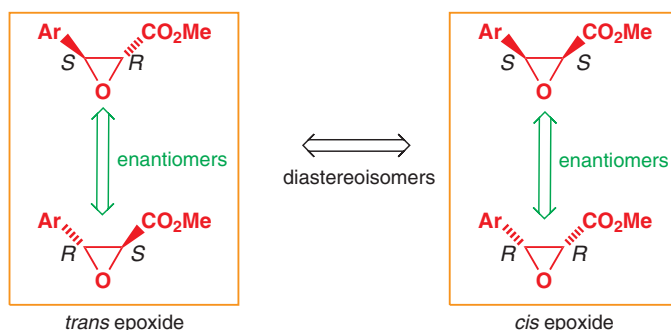 Ar CO₂Me Ar CO₂Me
S R S S
O O
enantiomers diastereoisomers enantiomers
Ar CO₂Me Ar CO₂Me
R S R R
O O
trans epoxide cis epoxide